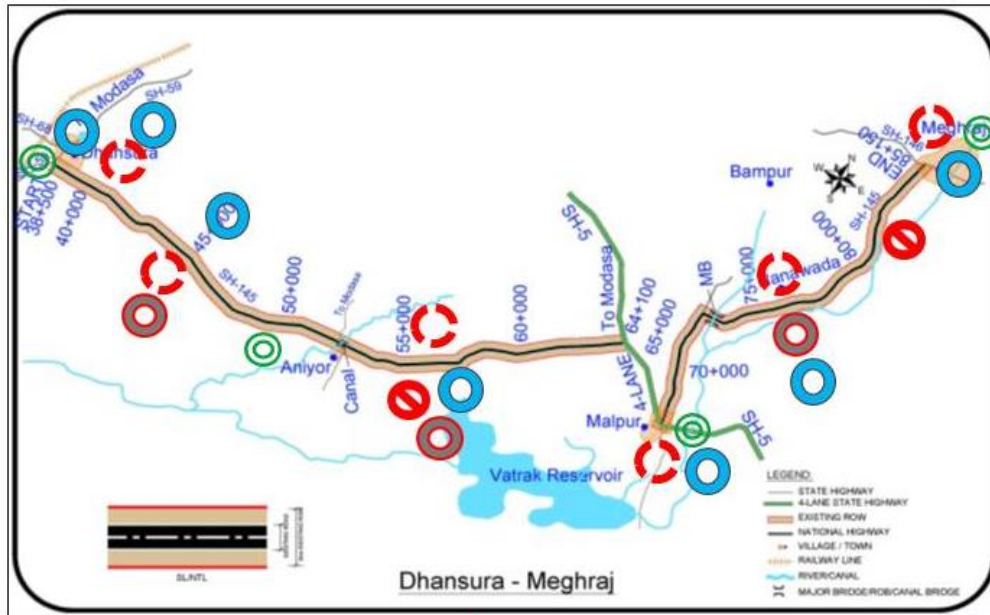 Modasa
SH-59
SH-68
Dhansura
START
38+500
40+000
SH-145
50+000
To Modasa
Aniyor
Canal
55+000
60+000
SH-5
To Modasa
64+100
65+000
4-LANE
70+000
Malpur
SH-5
Vatrak Reservoir
MB
75+000
Bampur
N
W
E
S
80+000
SH-145
END
85+150
SH-146
Meghraj
LEGEND:
STATE HIGHWAY
4-LANE STATE HIGHWAY
EXISTING ROW
NATIONAL HIGHWAY
VILLAGE / TOWN
RAILWAY LINE
RIVER/CANAL
MAJOR BRIDGE/ROB/CANAL BRIDGE
Dhansura - Meghraj